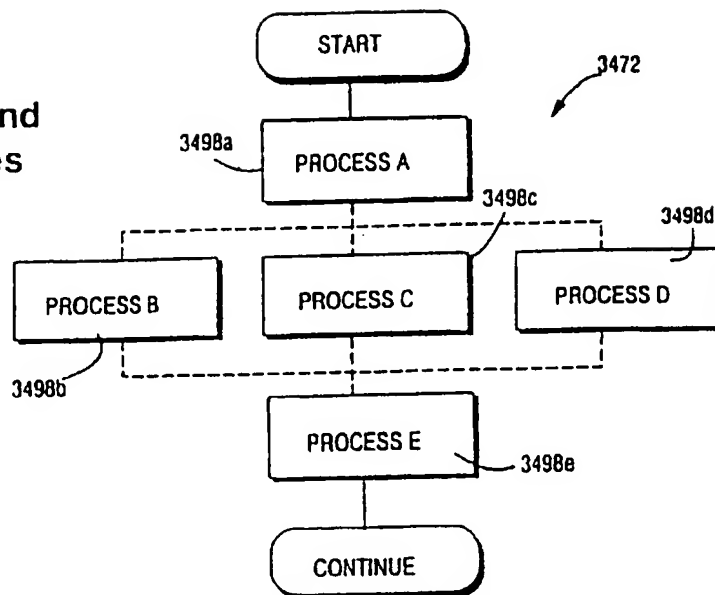 START
3472
nd
es
3498a
PROCESS A
3498c
3498d
PROCESS B
PROCESS C
PROCESS D
3498b
PROCESS E
3498e
CONTINUE